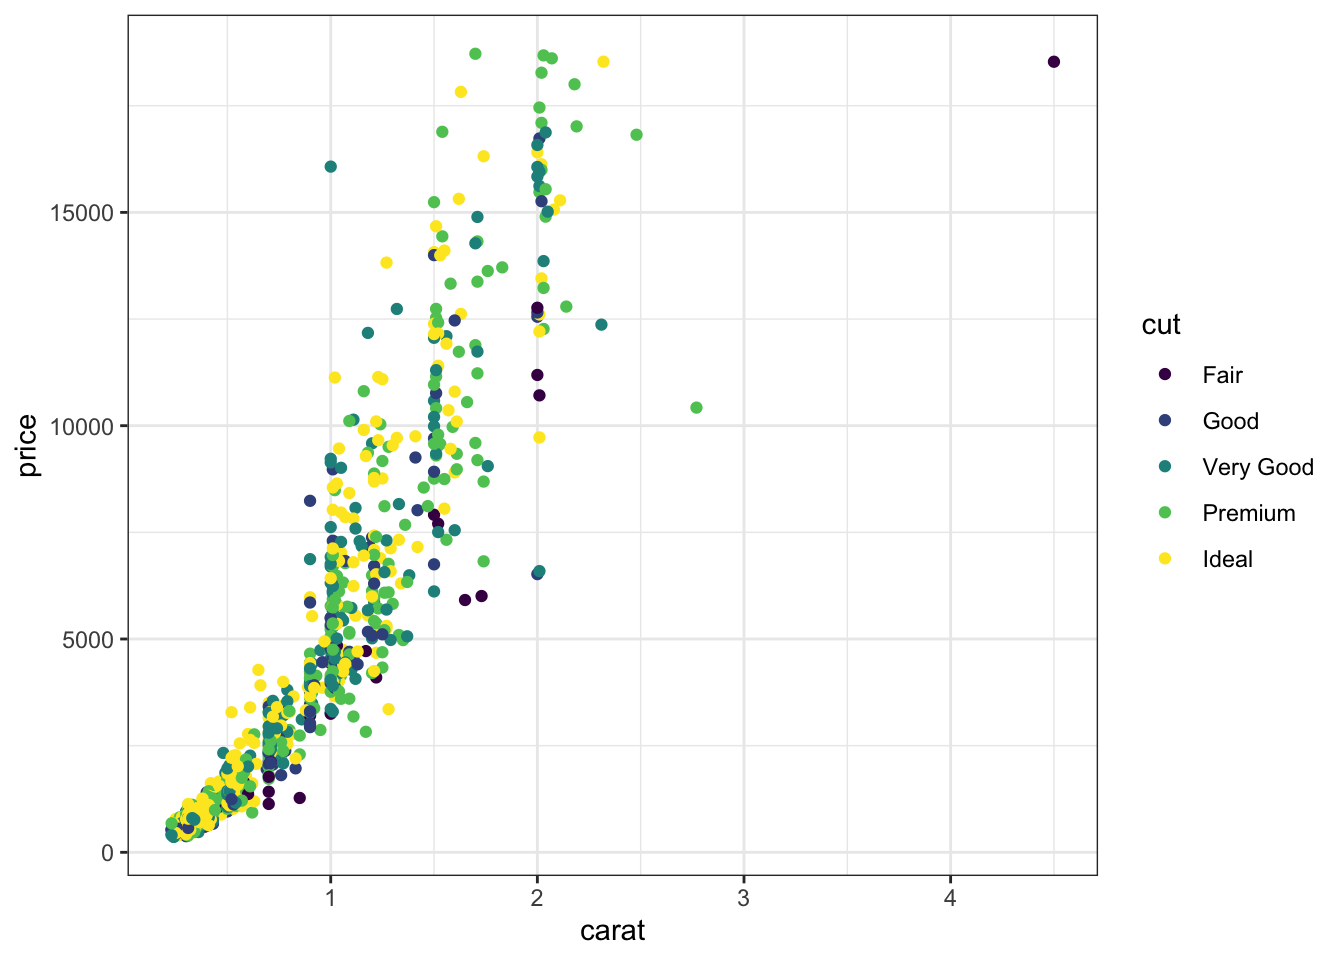 price
15000
10000
5000
0
1
2
3
4
carat
cut
Fair
Good
Very Good
Premium
Ideal